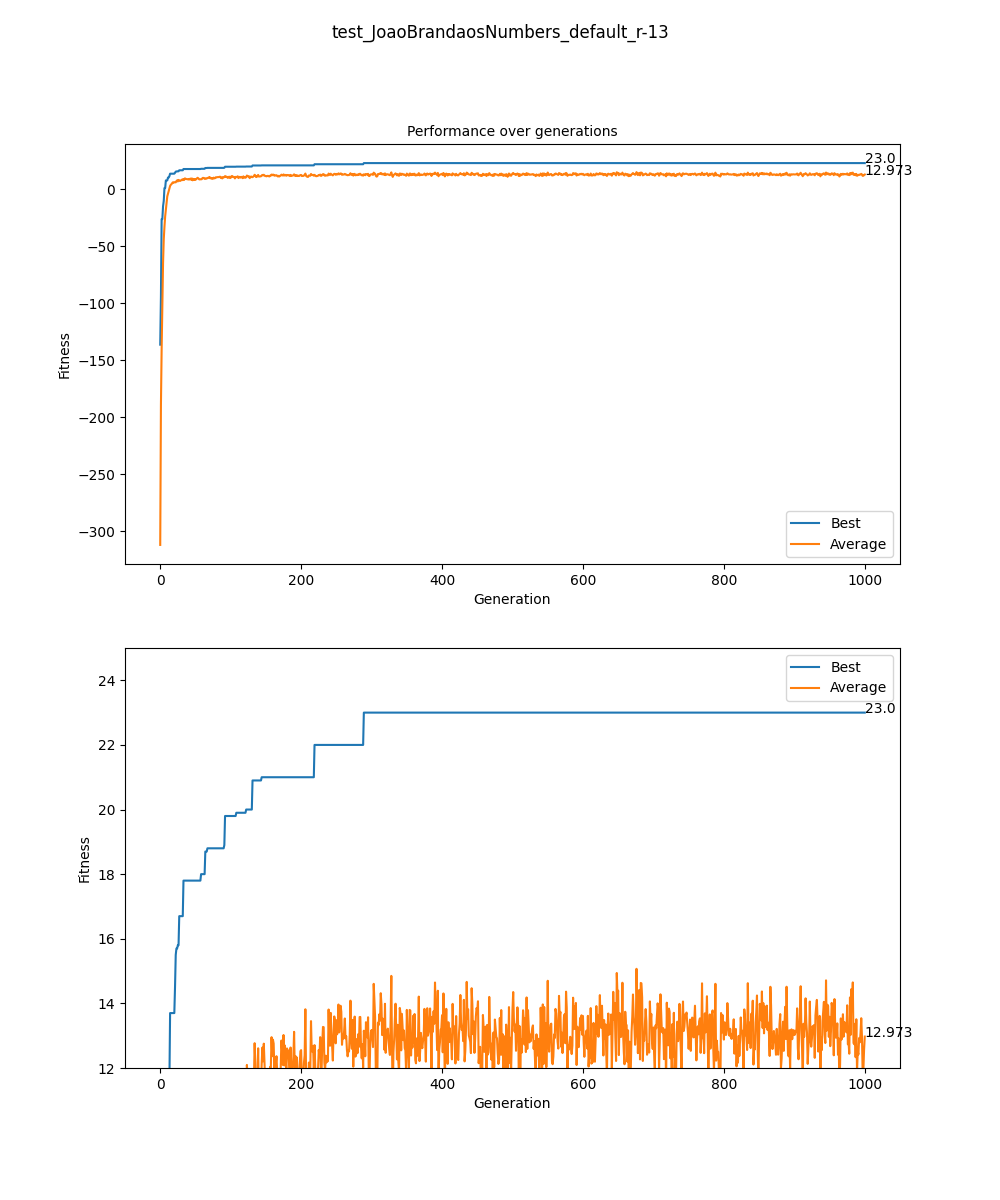 test_JoaoBrandaosNumbers_default_r-13
Performance over generations
23.0
12.973
0
−50
−100
−150
−200
−250
−300
Fitness
Best
Average
0 200 400 600 800 1000
Generation
24
22
20
18
16
14
12
Fitness
Best
Average
23.0
12.973
0 200 400 600 800 1000
Generation